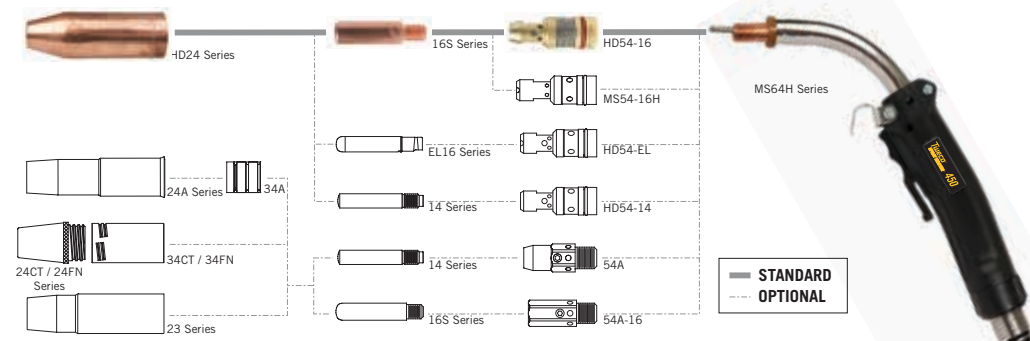 HD24 Series
16S Series
HD54-16
MS54-16H
MS64H Series
EL16 Series
HD54-EL
24A Series
34A
14 Series
HD54-14
24CT / 24FN
Series
34CT / 34FN
14 Series
54A
23 Series
16S Series
54A-16
Tweco
450
STANDARD
OPTIONAL